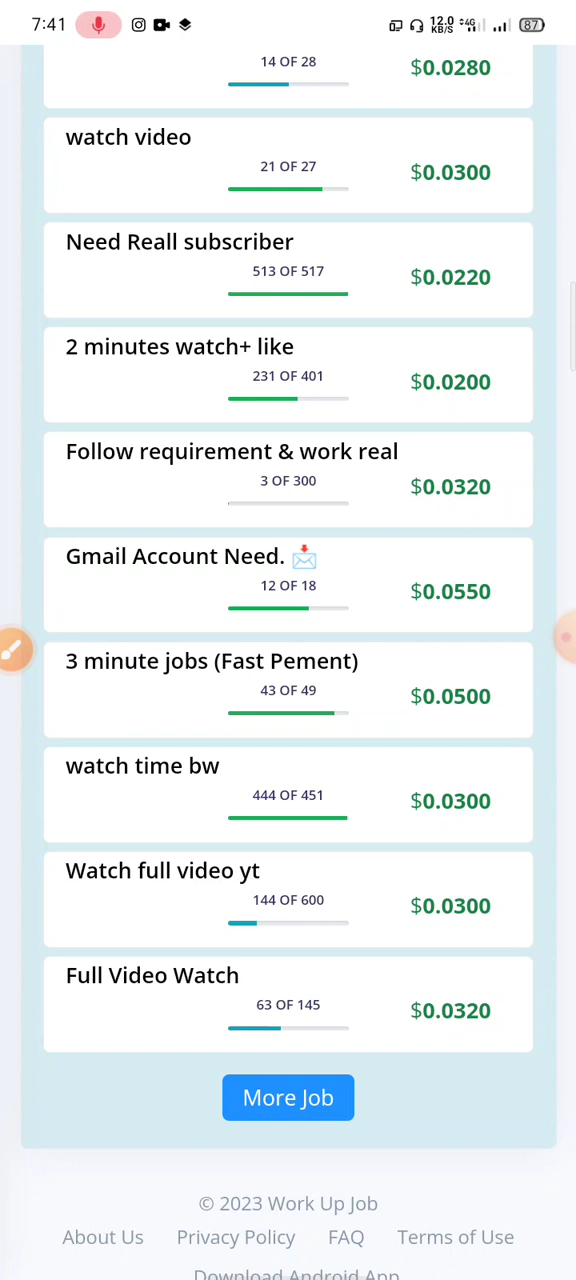 7:41 12.0 KB/S 4G 87
14 OF 28
$0.0280
watch video
21 OF 27
$0.0300
Need Reall subscriber
513 OF 517
$0.0220
2 minutes watch+ like
231 OF 401
$0.0200
Follow requirement & work real
3 OF 300
$0.0320
Gmail Account Need. 📩
12 OF 18
$0.0550
3 minute jobs (Fast Pement)
43 OF 49
$0.0500
watch time bw
444 OF 451
$0.0300
Watch full video yt
144 OF 600
$0.0300
Full Video Watch
63 OF 145
$0.0320
More Job
© 2023 Work Up Job
About Us Privacy Policy FAQ Terms of Use
Download Android App